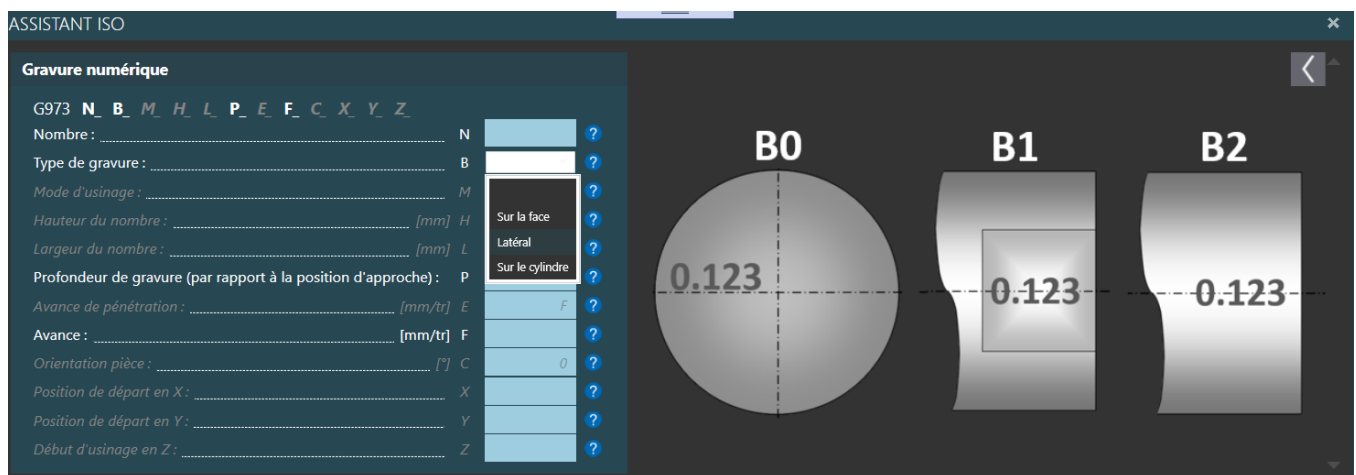 ASSISTANT ISO
Gravure numérique
G973 N_ B_ M_ H_ L_ P_ E_ F_ C_ X_ Y_ Z_
Nombre : N ?
Type de gravure : B ?
Mode d'usinage : M ?
Hauteur du nombre : [mm] H ?
Largeur du nombre : [mm] L ?
Profondeur de gravure (par rapport à la position d'approche) : P ?
Avance de pénétration : [mm/tr] E F ?
Avance : [mm/tr] F ?
Orientation pièce : [°] C 0 ?
Position de départ en X : X ?
Position de départ en Y : Y ?
Début d'usinage en Z : Z ?
Sur la face
Latéral
Sur le cylindre
B0 B1 B2
0.123 0.123 0.123